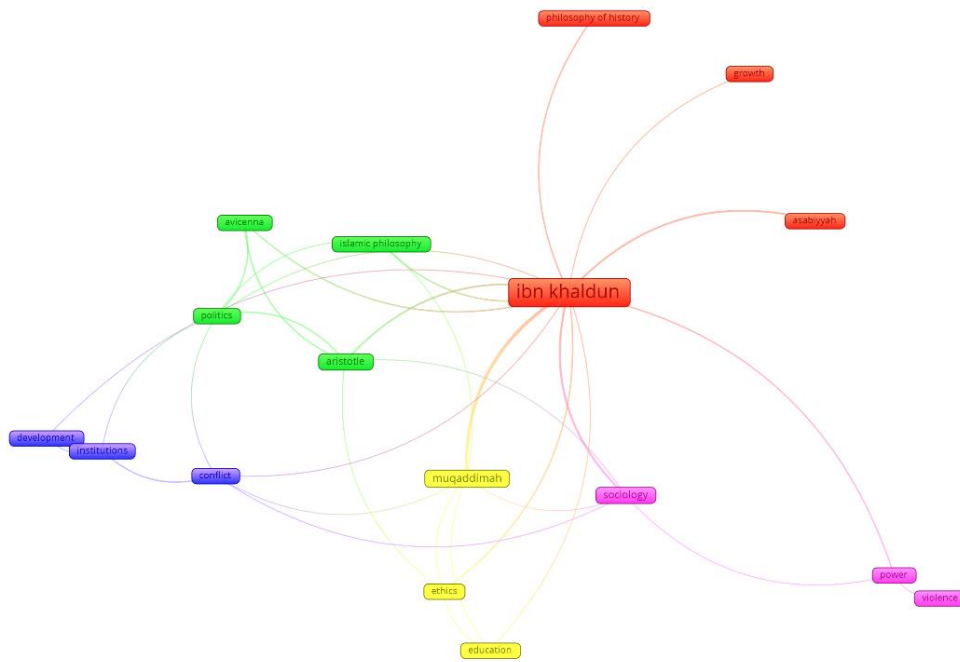 philosophy of history
growth
asabiyyah
avicenna
islamic philosophy
ibn khaldun
politics
aristotle
development
institutions
conflict
muqaddimah
sociology
power
ethics
violence
education